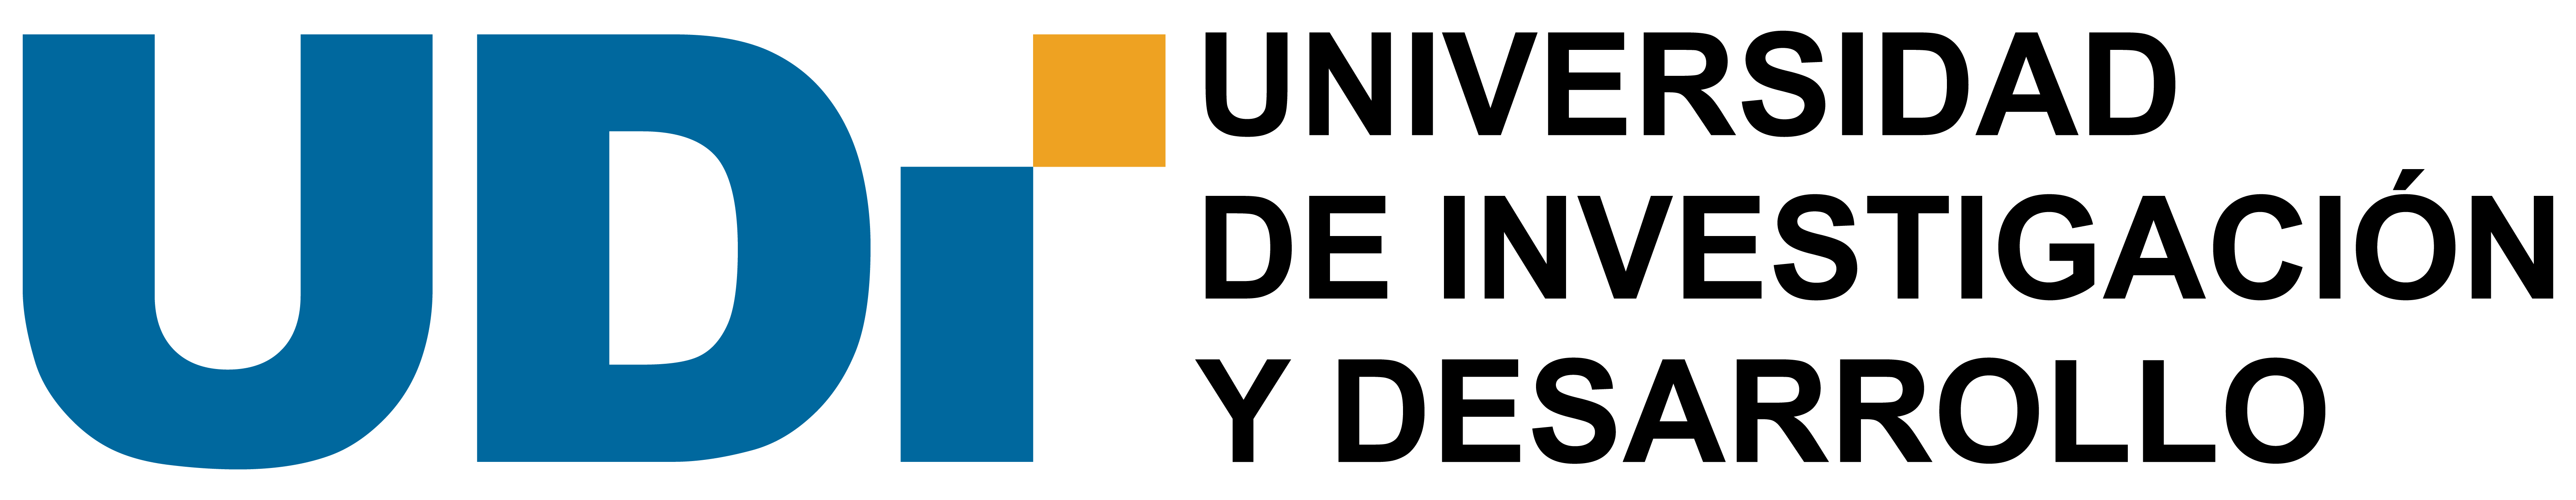 UDi
UNIVERSIDAD
DE INVESTIGACIÓN
Y DESARROLLO